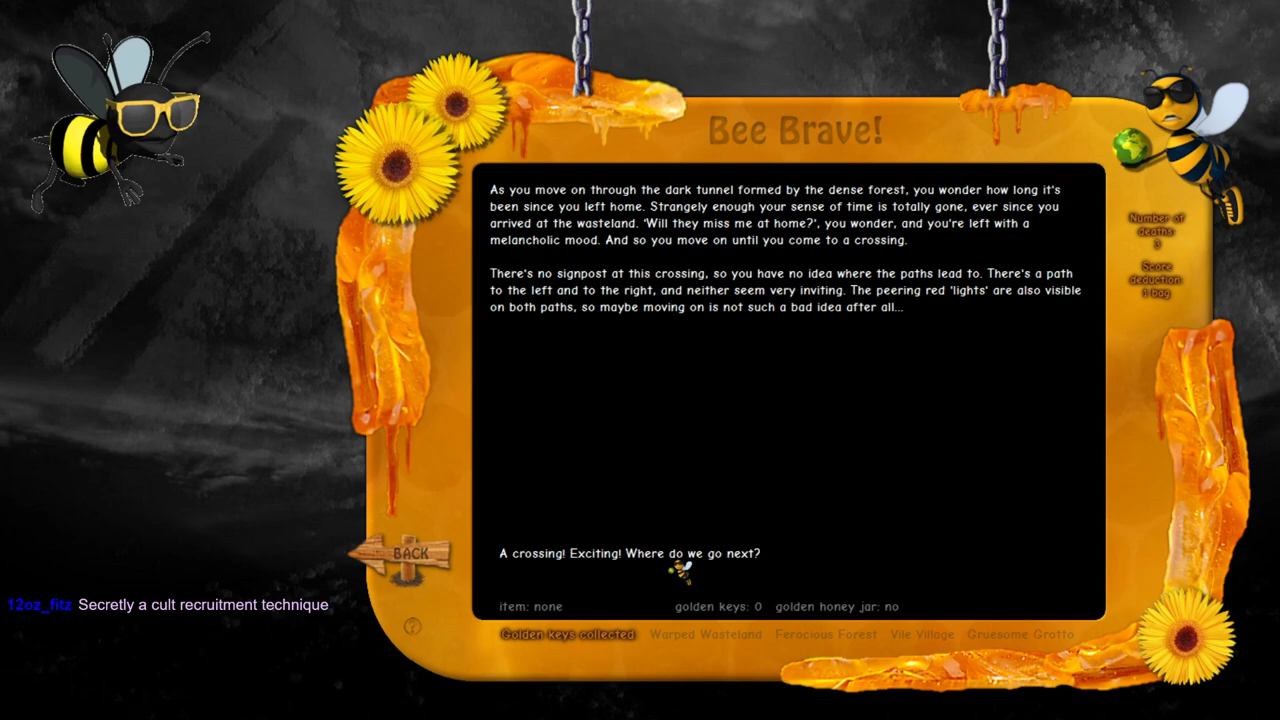 Bee Brave!
As you move on through the dark tunnel formed by the dense forest, you wonder how long it's
been since you left home. Strangely enough your sense of time is totally gone, ever since you
arrived at the wasteland. 'Will they miss me at home?', you wonder, and you're left with a
melancholic mood. And so you move on until you come to a crossing.
There's no signpost at this crossing, so you have no idea where the paths lead to. There's a path
to the left and to the right, and neither seem very inviting. The peering red 'lights' are also visible
on both paths, so maybe moving on is not such a bad idea after all...
Number of
deaths:
3
Score
deduction:
1 bag
A crossing! Exciting! Where do we go next?
BACK
12oz_fitz Secretly a cult recruitment technique
item: none golden keys: 0 golden honey jar: no
?
Golden keys collected Warped Wasteland Ferocious Forest Vile Village Gruesome Grotto